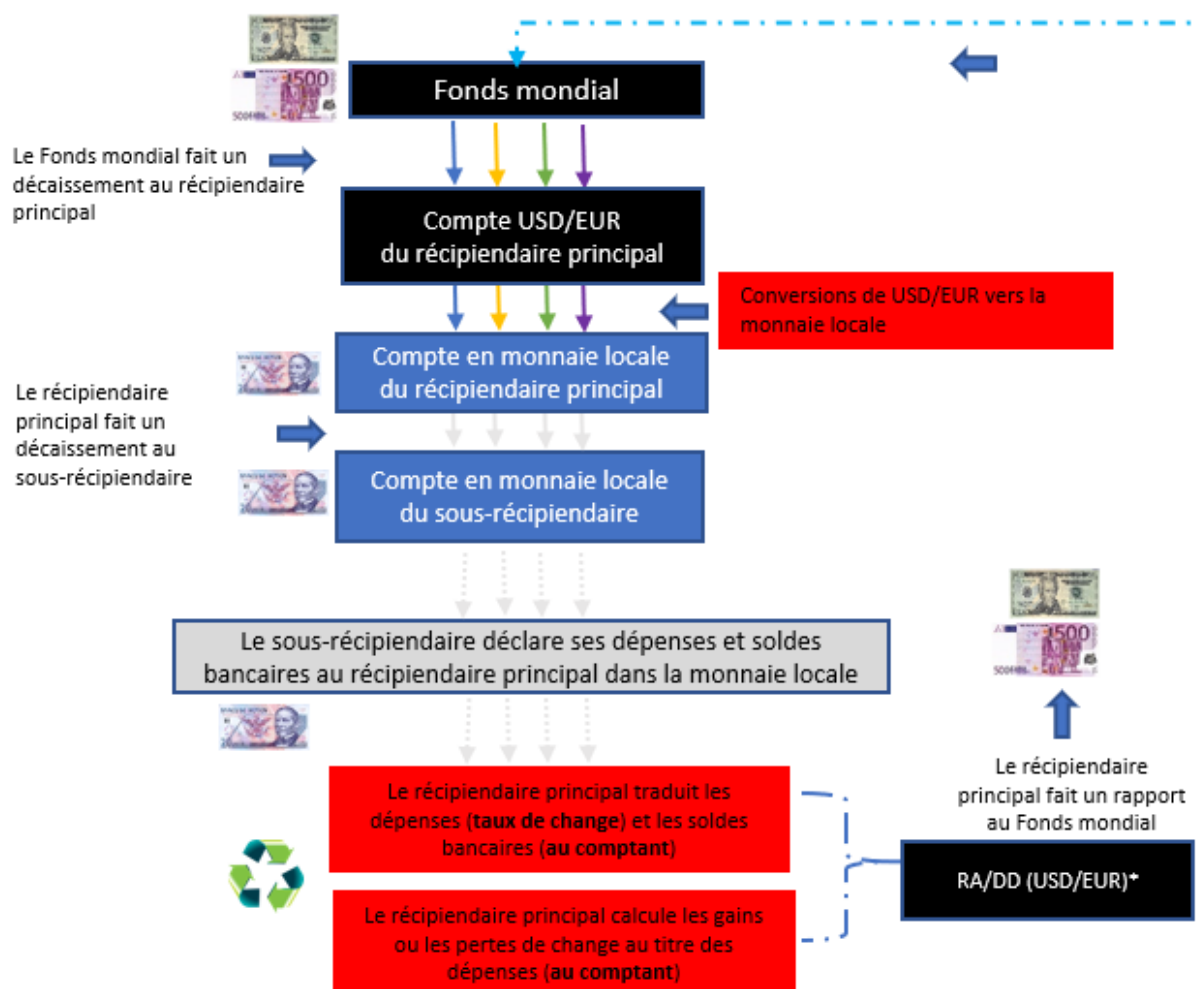 Fonds mondial
Le Fonds mondial fait un
décaissement au récipiendaire
principal
Compte USD/EUR
du récipiendaire principal
Conversions de USD/EUR vers la
monnaie locale
Compte en monnaie locale
du récipiendaire principal
Le récipiendaire
principal fait un
décaissement au
sous-récipiendaire
Compte en monnaie locale
du sous-récipiendaire
Le sous-récipiendaire déclare ses dépenses et soldes
bancaires au récipiendaire principal dans la monnaie locale
Le récipiendaire principal traduit les
dépenses (taux de change) et les soldes
bancaires (au comptant)
Le récipiendaire principal calcule les gains
ou les pertes de change au titre des
dépenses (au comptant)
500
500
Le récipiendaire
principal fait un rapport
au Fonds mondial
RA/DD (USD/EUR)*